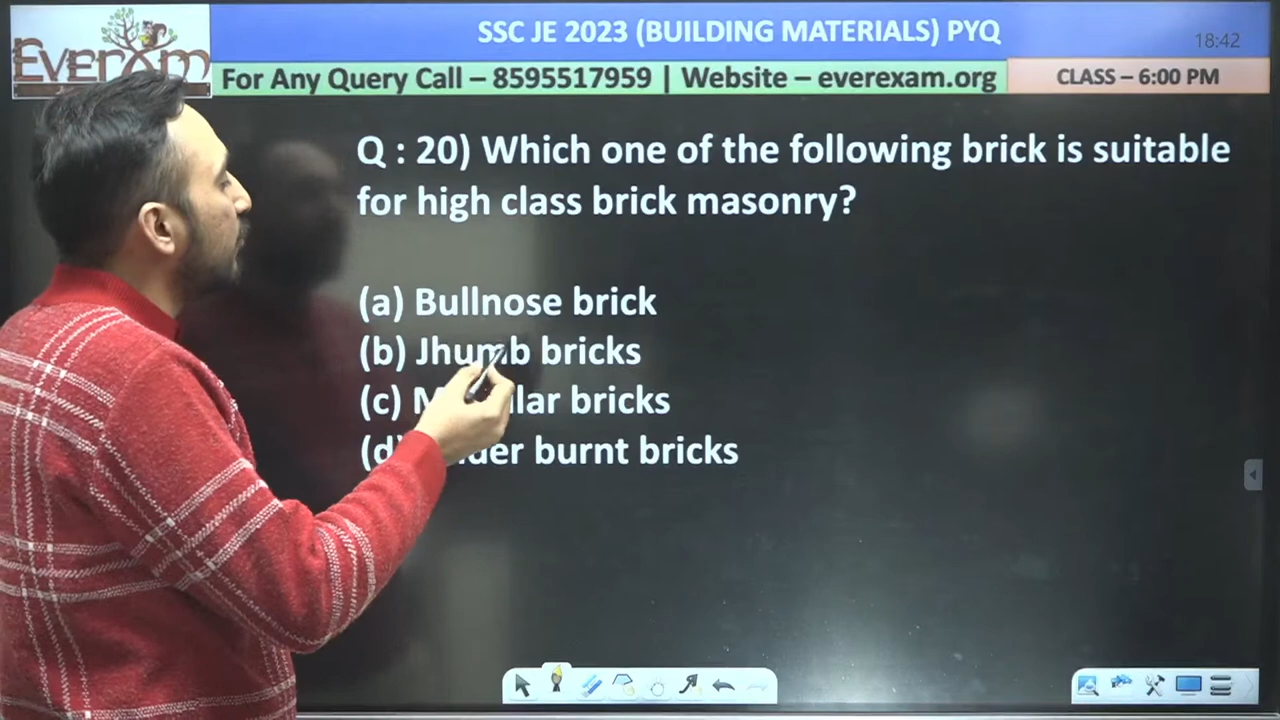 EVEREXAM
SSC JE 2023 (BUILDING MATERIALS) PYQ
18:42
For Any Query Call – 8595517959 | Website – everexam.org
CLASS – 6:00 PM
Q : 20) Which one of the following brick is suitable
for high class brick masonry?
(a) Bullnose brick
(b) Jhumb bricks
(c) bricks
(d) burnt bricks